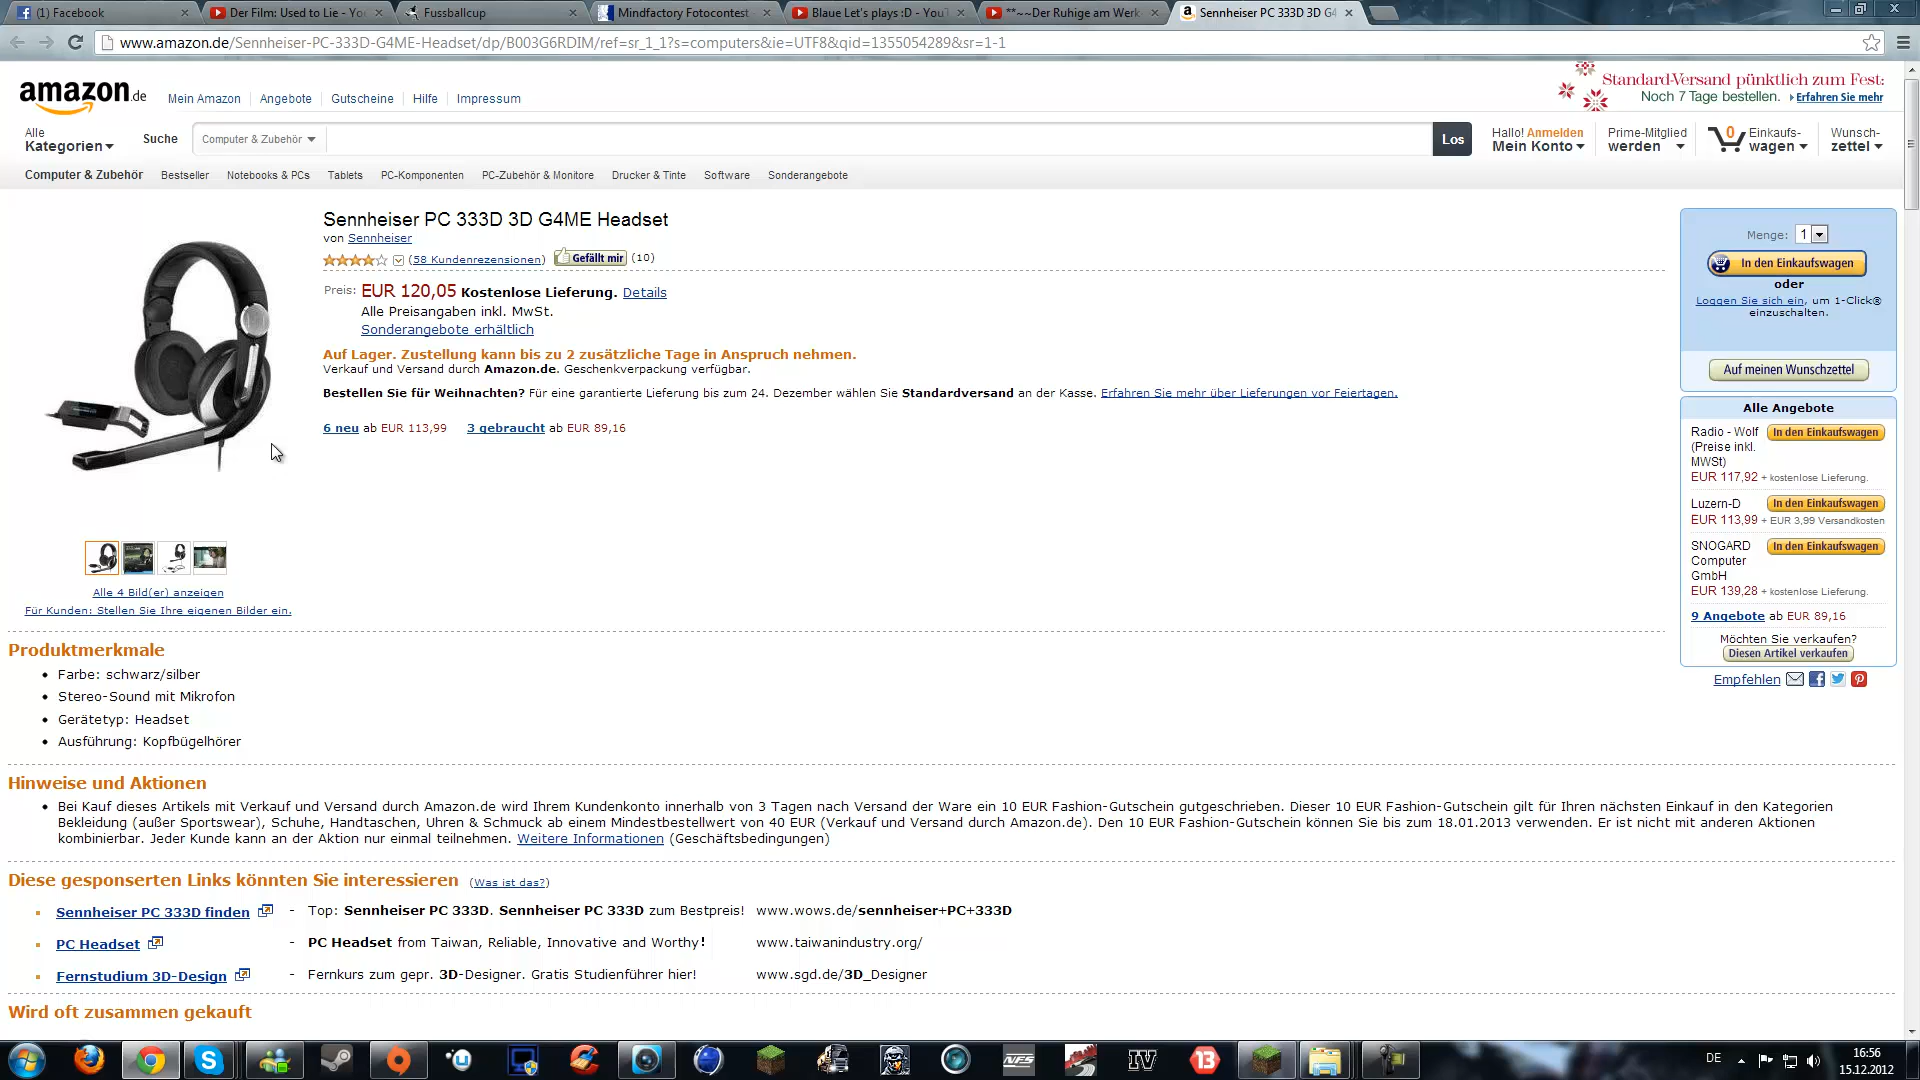 (1) Facebook
Der Film: Used to Lie - You
Fussballcup
Mindfactory Fotocontest
Blaue Let's plays :D - YouT
**~~Der Ruhige am Werk
Sennheiser PC 333D 3D G4
www.amazon.de/Sennheiser-PC-333D-G4ME-Headset/dp/B003G6RDIM/ref=sr_1_1?s=computers&ie=UTF8&qid=1355054289&sr=1-1
amazon.de
Mein Amazon
Angebote
Gutscheine
Hilfe
Impressum
Standard-Versand pünktlich zum Fest:
Noch 7 Tage bestellen. Erfahren Sie mehr
Alle
Kategorien
Suche
Computer & Zubehör
Los
Hallo! Anmelden
Mein Konto
Prime-Mitglied
werden
0
Einkaufs-
wagen
Wunsch-
zettel
Computer & Zubehör
Bestseller
Notebooks & PCs
Tablets
PC-Komponenten
PC-Zubehör & Monitore
Drucker & Tinte
Software
Sonderangebote
Sennheiser PC 333D 3D G4ME Headset
von Sennheiser
(58 Kundenrezensionen) Gefällt mir (10)
Preis: EUR 120,05 Kostenlose Lieferung. Details
Alle Preisangaben inkl. MwSt.
Sonderangebote erhältlich
Auf Lager. Zustellung kann bis zu 2 zusätzliche Tage in Anspruch nehmen.
Verkauf und Versand durch Amazon.de. Geschenkverpackung verfügbar.
Bestellen Sie für Weihnachten? Für eine garantierte Lieferung bis zum 24. Dezember wählen Sie Standardversand an der Kasse. Erfahren Sie mehr über Lieferungen vor Feiertagen.
6 neu ab EUR 113,99 3 gebraucht ab EUR 89,16
Alle 4 Bild(er) anzeigen
Für Kunden: Stellen Sie Ihre eigenen Bilder ein.
Menge: 1
In den Einkaufswagen
oder
Loggen Sie sich ein, um 1-Click®
einzuschalten.
Auf meinen Wunschzettel
Alle Angebote
Radio - Wolf
(Preise inkl.
MWSt)
In den Einkaufswagen
EUR 117,92 + kostenlose Lieferung.
Luzern-D
In den Einkaufswagen
EUR 113,99 + EUR 3,99 Versandkosten
SNOGARD
Computer
GmbH
In den Einkaufswagen
EUR 139,28 + kostenlose Lieferung.
9 Angebote ab EUR 89,16
Möchten Sie verkaufen?
Diesen Artikel verkaufen
Empfehlen
Produktmerkmale
Farbe: schwarz/silber
Stereo-Sound mit Mikrofon
Gerätetyp: Headset
Ausführung: Kopfbügelhörer
Hinweise und Aktionen
Bei Kauf dieses Artikels mit Verkauf und Versand durch Amazon.de wird Ihrem Kundenkonto innerhalb von 3 Tagen nach Versand der Ware ein 10 EUR Fashion-Gutschein gutgeschrieben. Dieser 10 EUR Fashion-Gutschein gilt für Ihren nächsten Einkauf in den Kategorien
Bekleidung (außer Sportswear), Schuhe, Handtaschen, Uhren & Schmuck ab einem Mindestbestellwert von 40 EUR (Verkauf und Versand durch Amazon.de). Den 10 EUR Fashion-Gutschein können Sie bis zum 18.01.2013 verwenden. Er ist nicht mit anderen Aktionen
kombinierbar. Jeder Kunde kann an der Aktion nur einmal teilnehmen. Weitere Informationen (Geschäftsbedingungen)
Diese gesponserten Links könnten Sie interessieren (Was ist das?)
Sennheiser PC 333D finden - Top: Sennheiser PC 333D. Sennheiser PC 333D zum Bestpreis! www.wows.de/sennheiser+PC+333D
PC Headset - PC Headset from Taiwan, Reliable, Innovative and Worthy! www.taiwanindustry.org/
Fernstudium 3D-Design - Fernkurs zum gepr. 3D-Designer. Gratis Studienführer hier! www.sgd.de/3D_Designer
Wird oft zusammen gekauft
NFS
IV
13
DE
16:56
15.12.2012